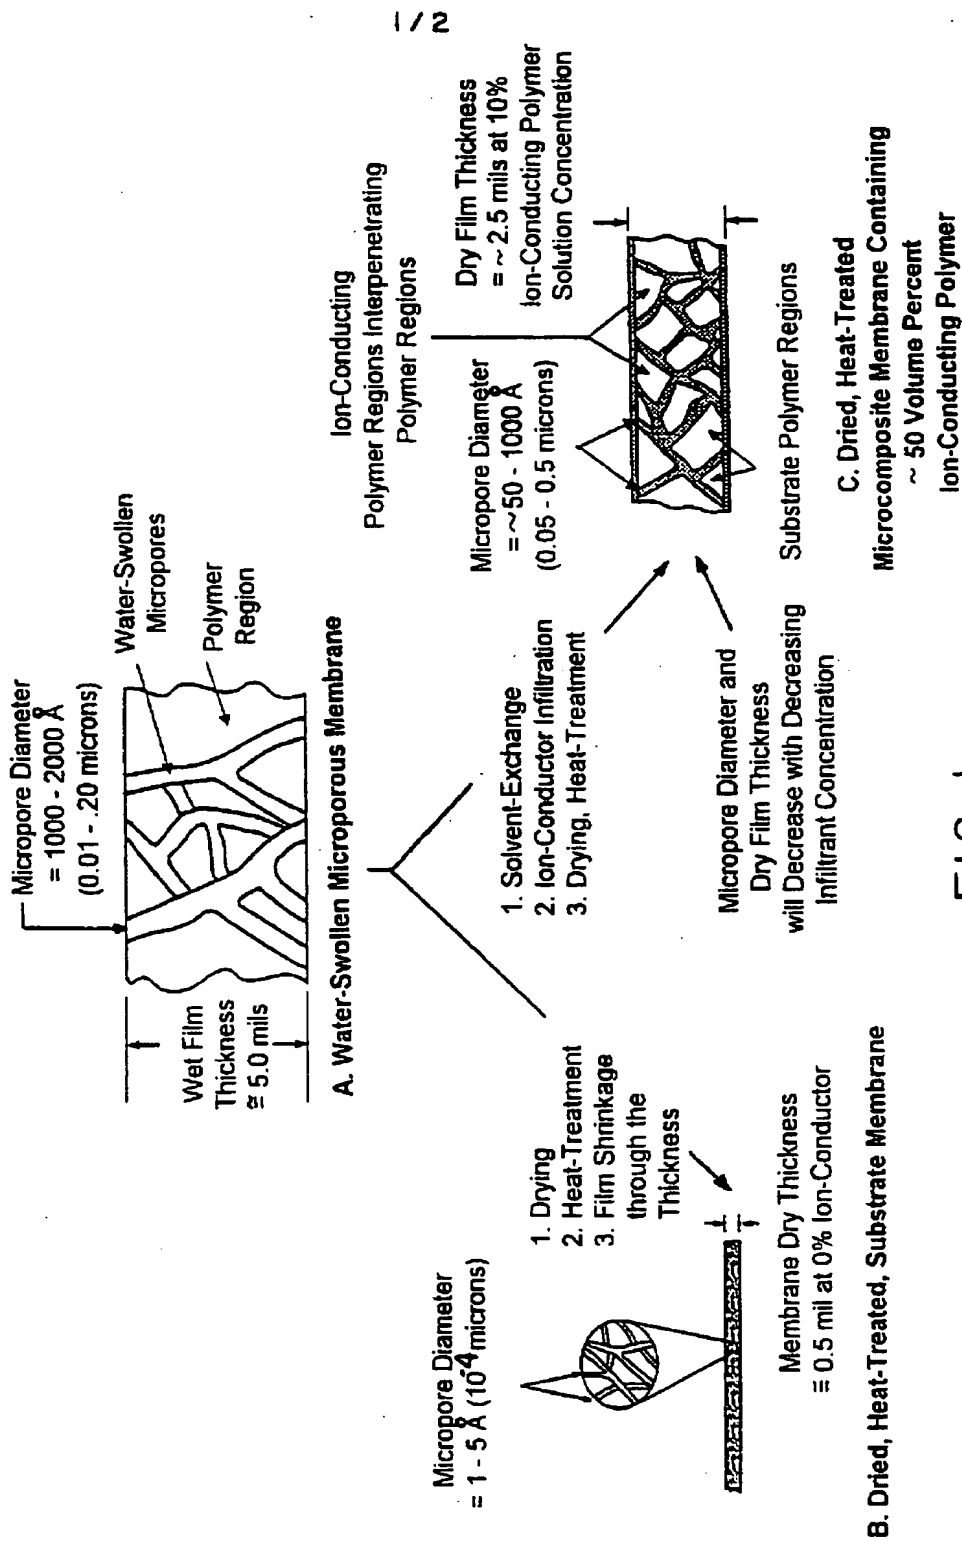 1/2
Micropore Diameter
= 1000 - 2000 Å
(0.01 - .20 microns)
Water-Swollen
Micropores
Polymer
Region
Wet Film
Thickness
≅ 5.0 mils
A. Water-Swollen Microporous Membrane
Micropore Diameter
= 1 - 5 Å (10⁻⁴ microns)
1. Drying
2. Heat-Treatment
3. Film Shrinkage
through the
Thickness
Membrane Dry Thickness
= 0.5 mil at 0% Ion-Conductor
B. Dried, Heat-Treated, Substrate Membrane
1. Solvent-Exchange
2. Ion-Conductor Infiltration
3. Drying, Heat-Treatment
Micropore Diameter and
Dry Film Thickness
will Decrease with Decreasing
Infiltrant Concentration
Ion-Conducting
Polymer Regions Interpenetrating
Polymer Regions
Micropore Diameter
= ~50 - 1000 Å
(0.05 - 0.5 microns)
Dry Film Thickness
= ~ 2.5 mils at 10%
Ion-Conducting Polymer
Solution Concentration
Substrate Polymer Regions
C. Dried, Heat-Treated
Microcomposite Membrane Containing
~ 50 Volume Percent
Ion-Conducting Polymer